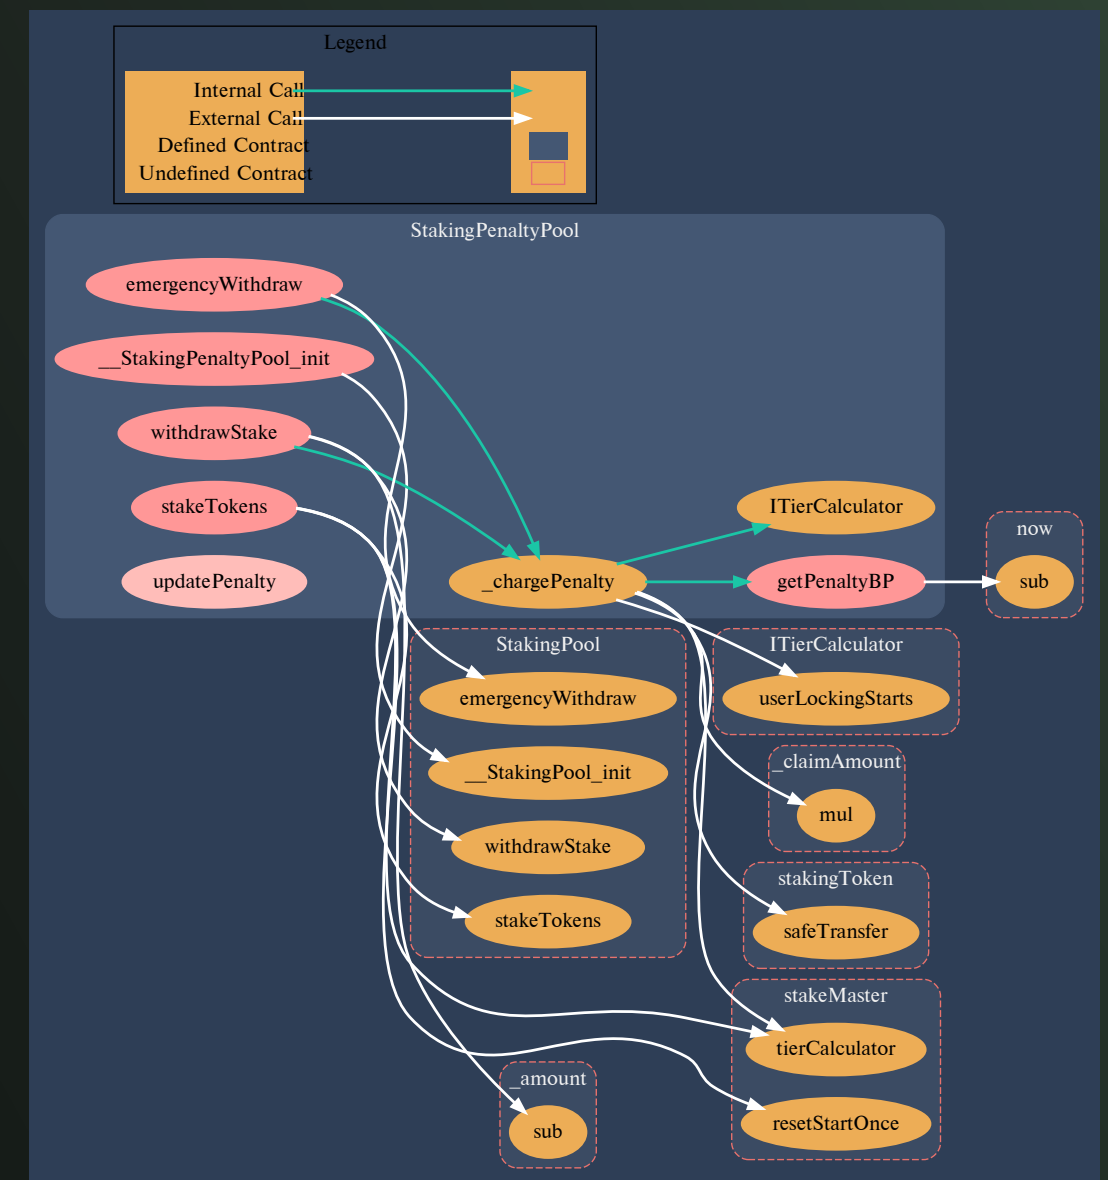 Legend
Internal Call
External Call
Defined Contract
Undefined Contract
StakingPenaltyPool
emergencyWithdraw
__StakingPenaltyPool_init
withdrawStake
stakeTokens
updatePenalty
_chargePenalty
ITierCalculator
getPenaltyBP
now
sub
StakingPool
emergencyWithdraw
__StakingPool_init
withdrawStake
stakeTokens
ITierCalculator
userLockingStarts
_claimAmount
mul
stakingToken
safeTransfer
stakeMaster
tierCalculator
resetStartOnce
_amount
sub